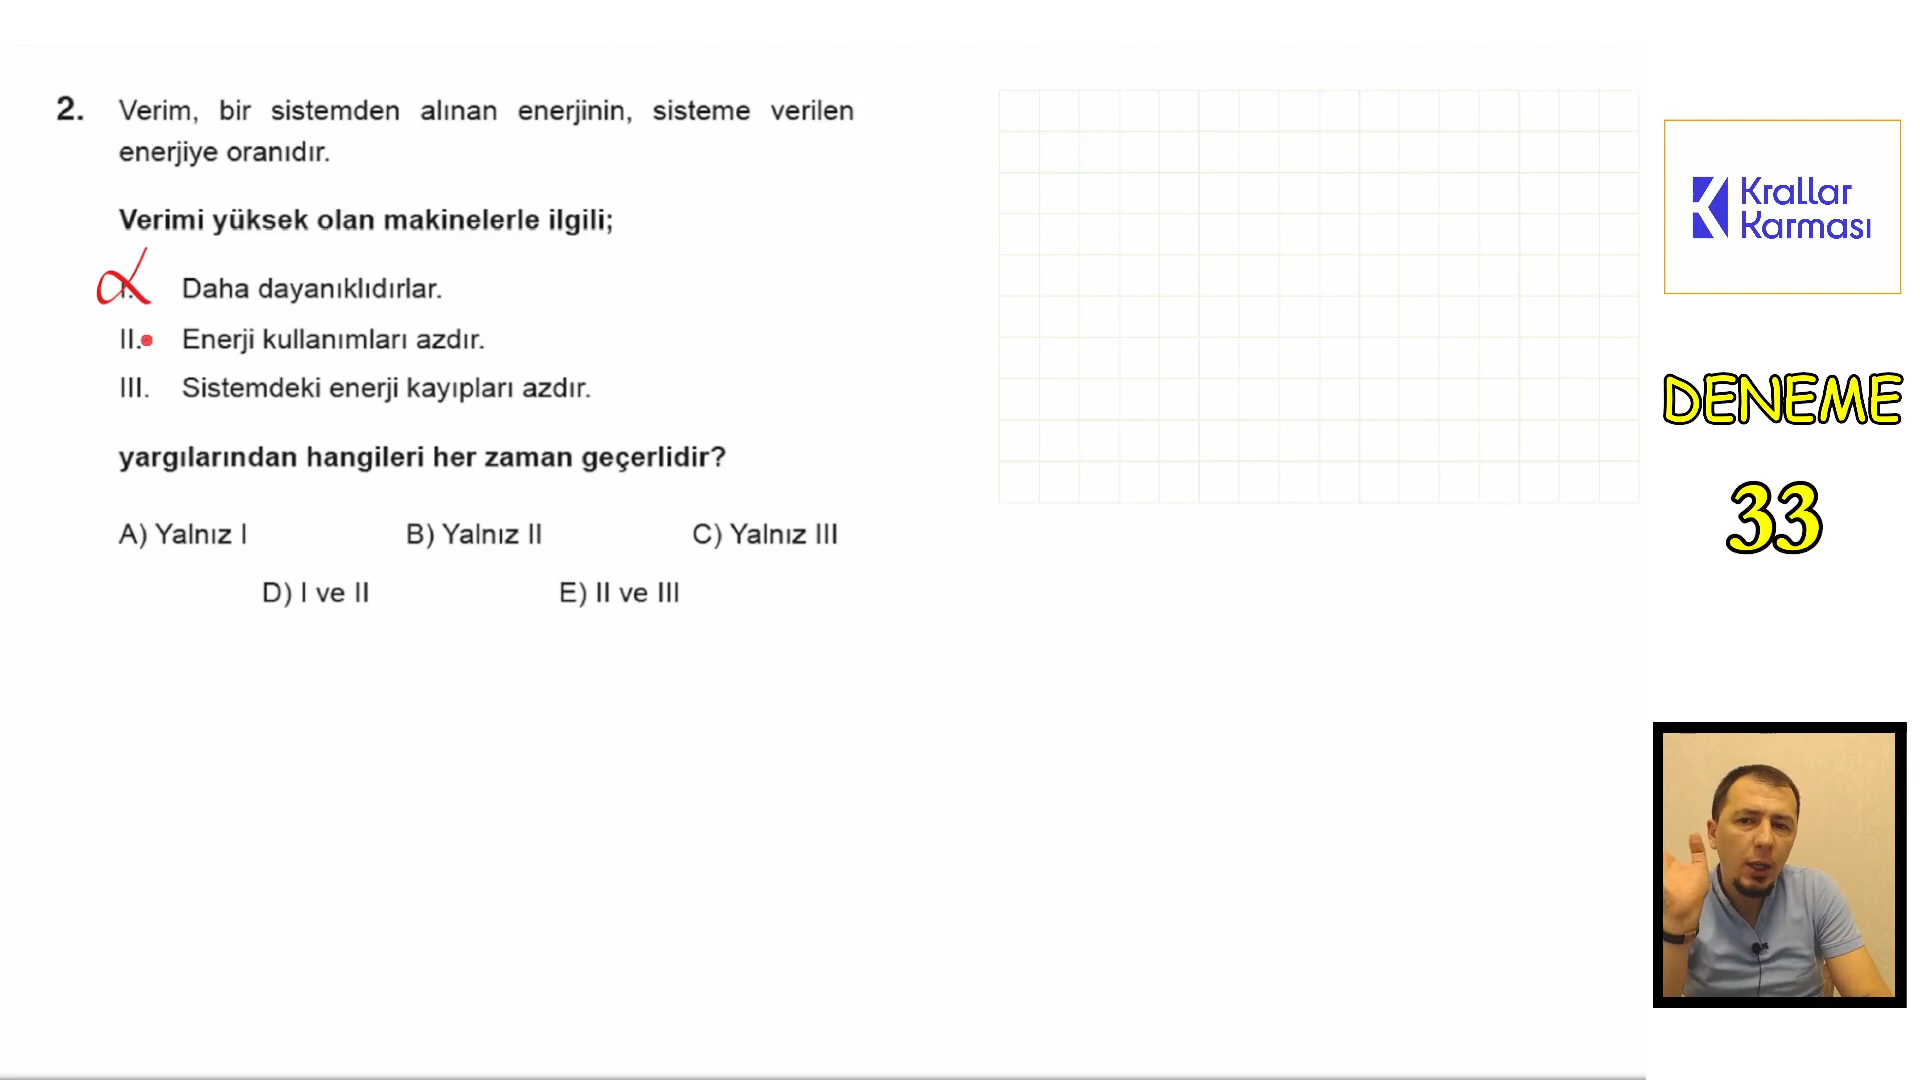 2. Verim, bir sistemden alınan enerjinin, sisteme verilen
enerjiye oranıdır.
Verimi yüksek olan makinelerle ilgili;
I. Daha dayanıklıdırlar.
II. Enerji kullanımları azdır.
III. Sistemdeki enerji kayıpları azdır.
yargılarından hangileri her zaman geçerlidir?
A) Yalnız I B) Yalnız II C) Yalnız III
D) I ve II E) II ve III
Krallar
Karması
DENEME
33